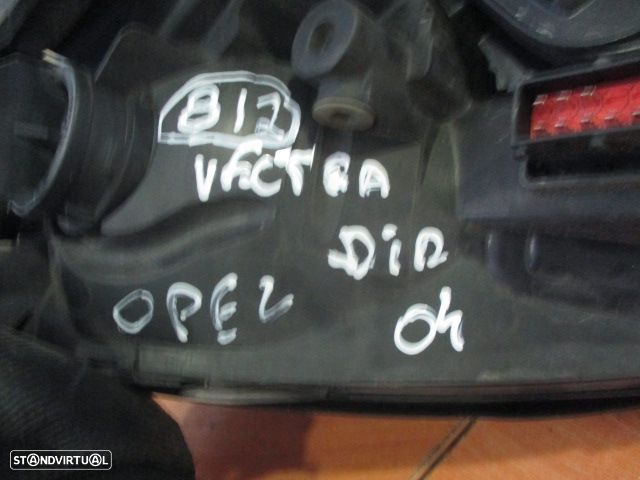 812
VECTRA
DIR
OPEL
04
STANDVIRTUAL